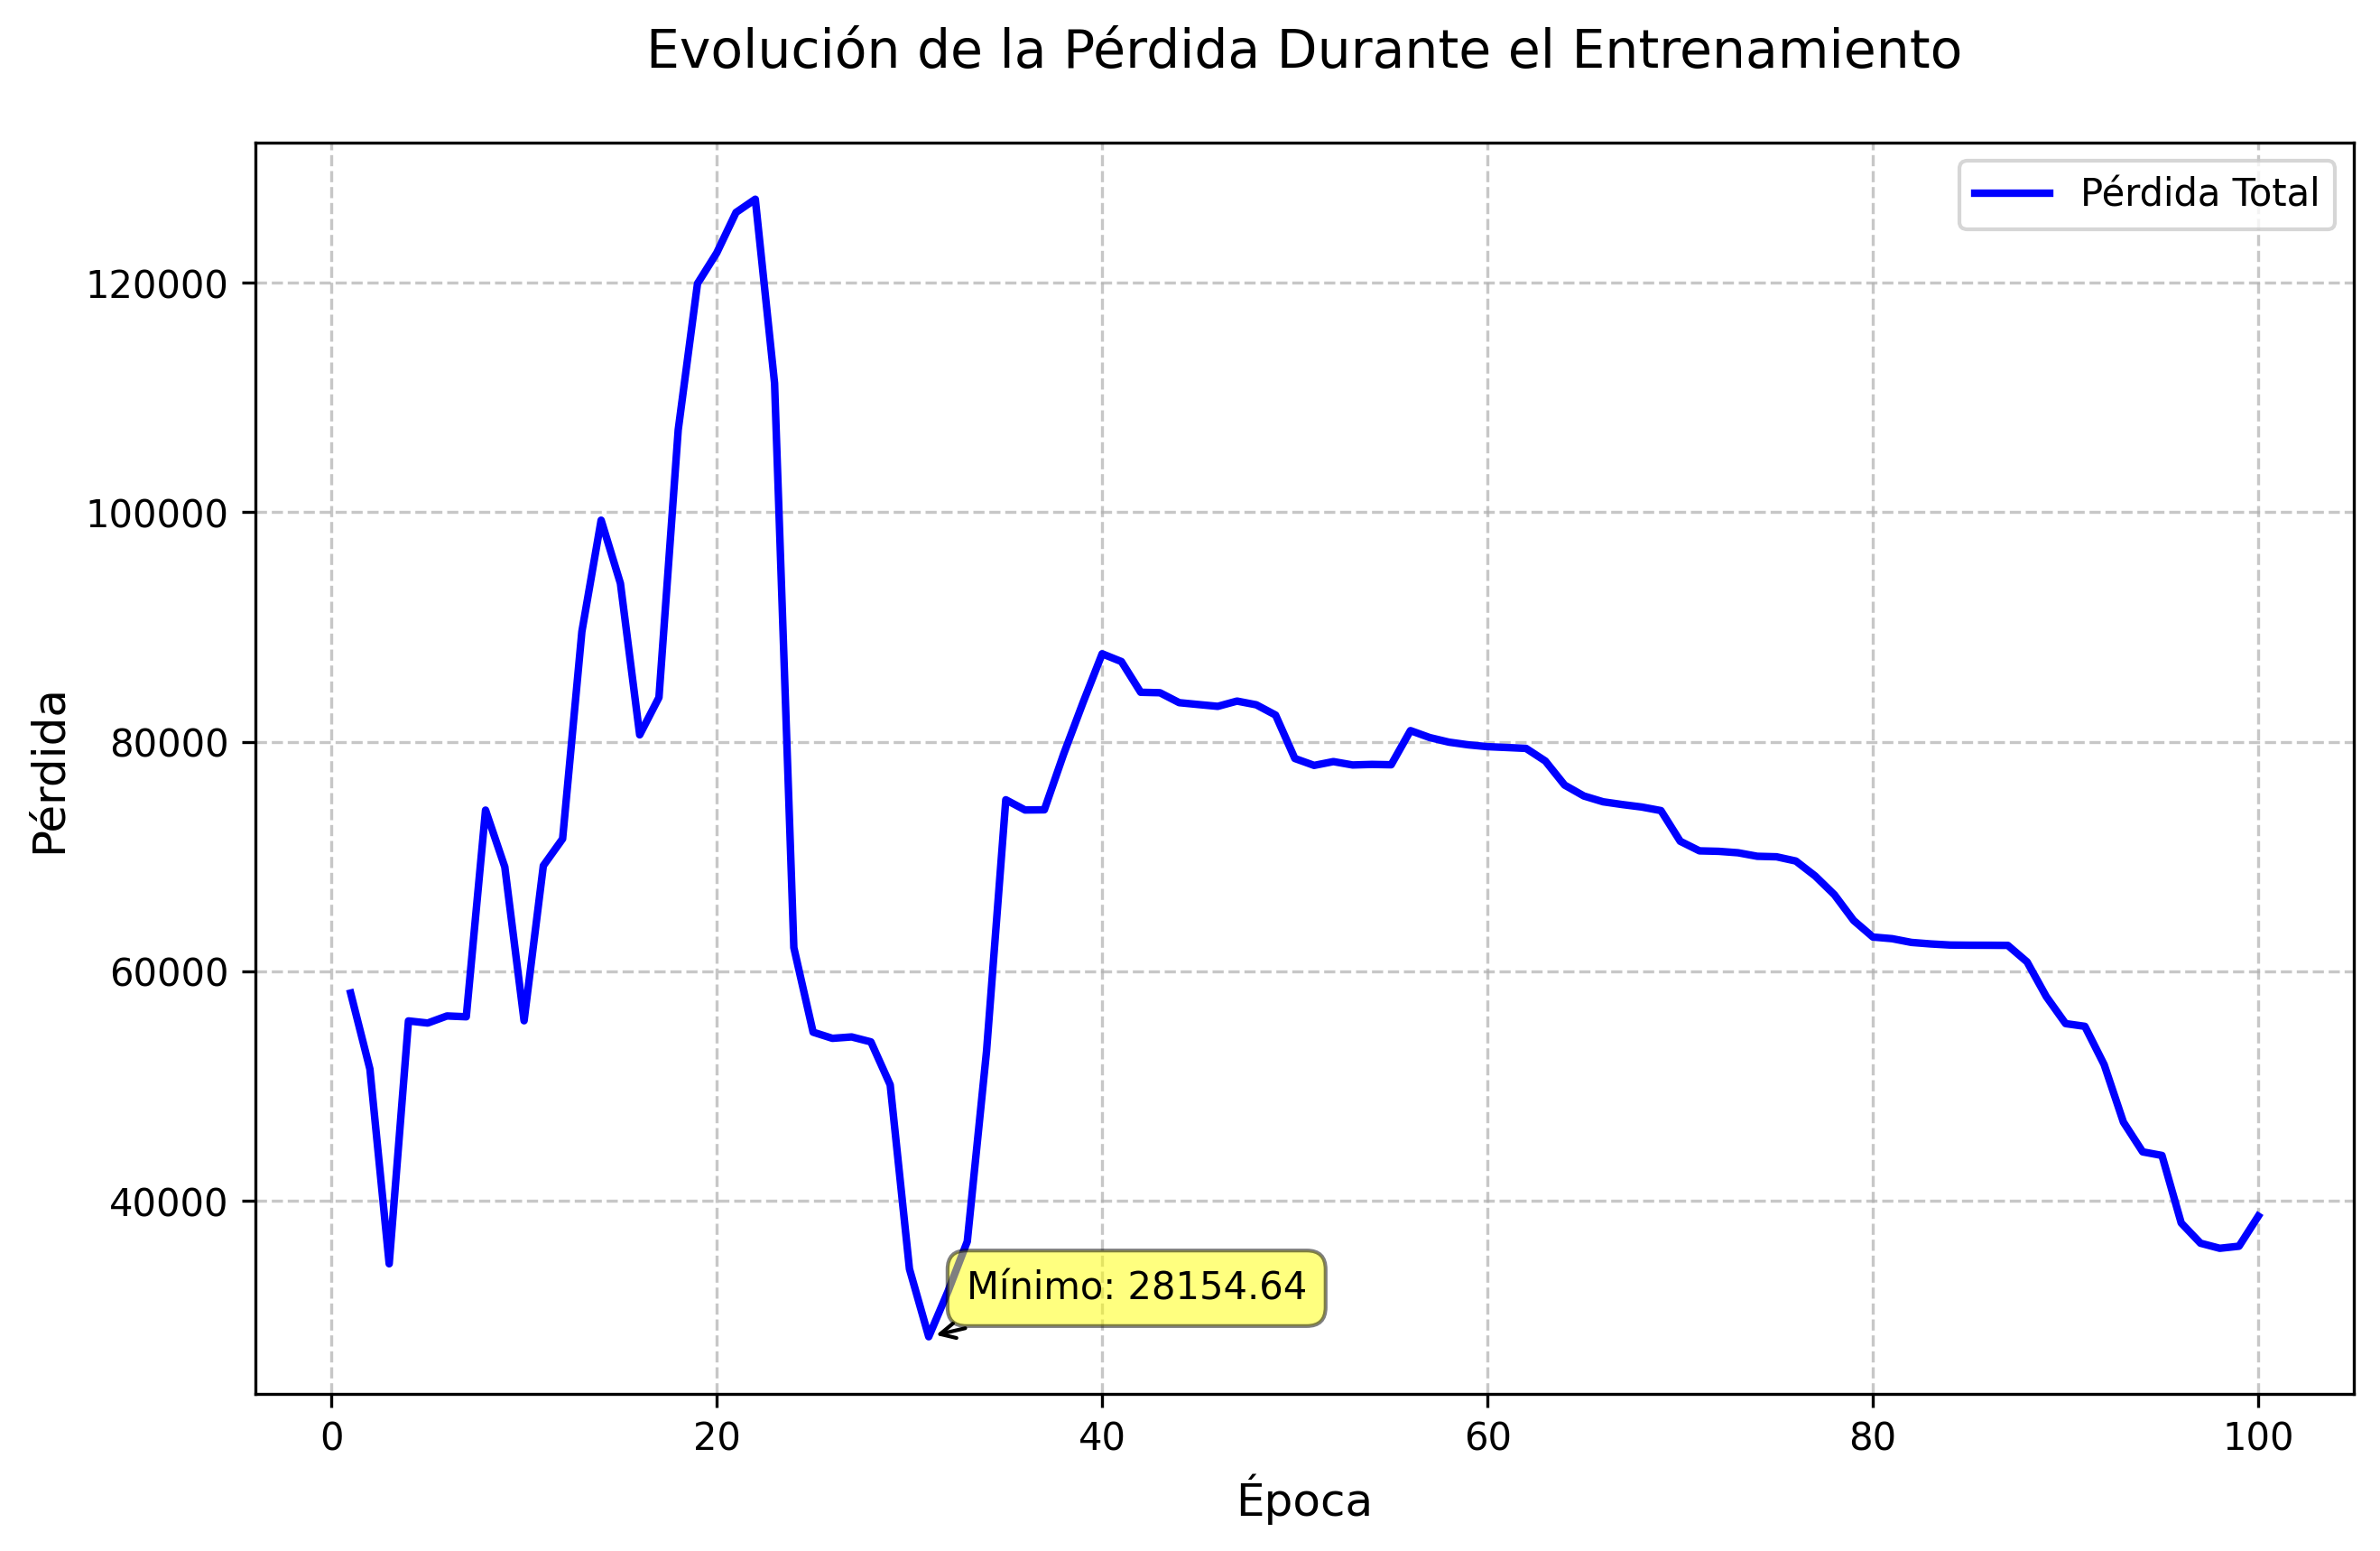 Evolución de la Pérdida Durante el Entrenamiento
Pérdida Total
120000
100000
80000
60000
40000
Pérdida
Mínimo: 28154.64
0 20 40 60 80 100
Época